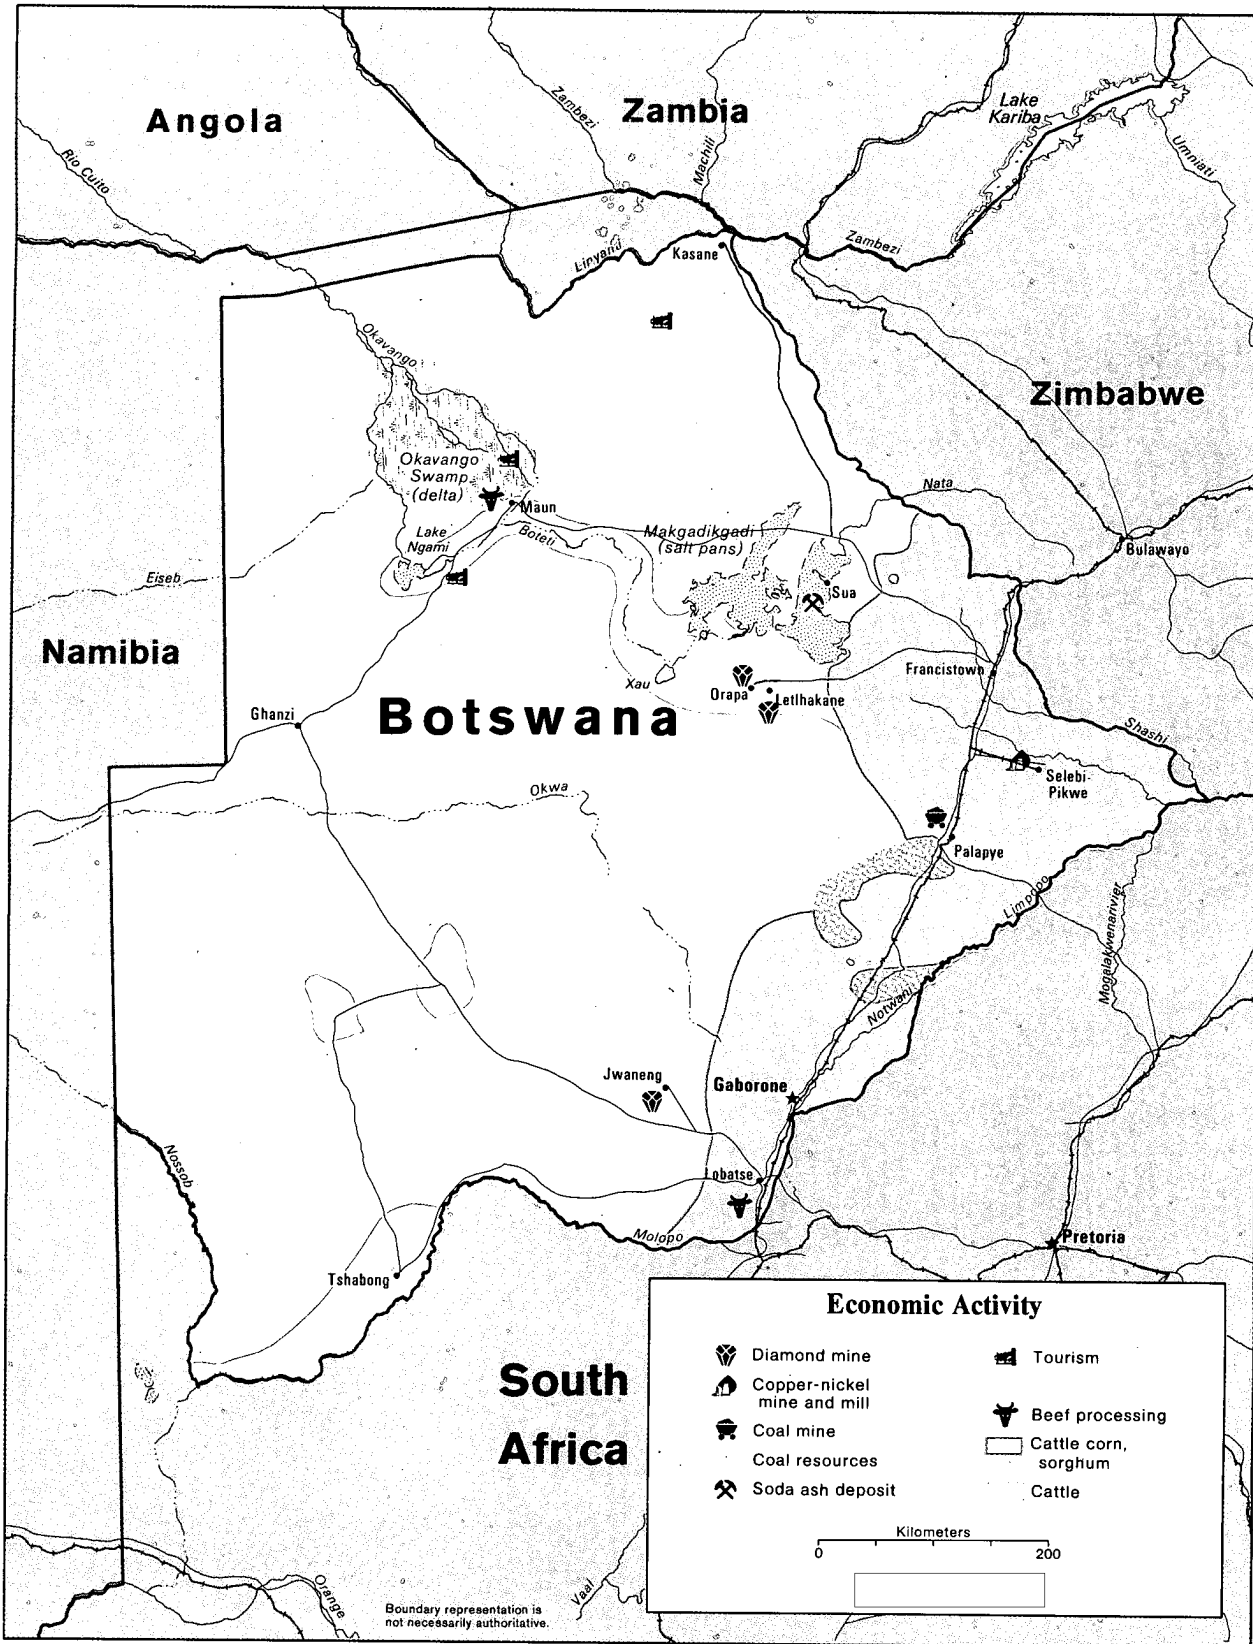 Angola
Zambia
Lake
Kariba
Zambezi
Machili
Umniati
Rio Cuito
Zambezi
Linyanti
Kasane
Okavango
Zimbabwe
Okavango
Swamp
(delta)
Maun
Nata
Lake
Ngami
Boteti
Makgadikgadi
(salt pans)
Bulawayo
Eiseb
Sua
Namibia
Francistown
Xau
Orapa
Letlhakane
Ghanzi
Botswana
Shashi
Selebi-
Pikwe
Okwa
Palapye
Limpopo
Mogalakwenarivier
Notwani
Jwaneng
Gaborone
Nossob
Lobatse
Molopo
Pretoria
Tshabong
South
Africa
Economic Activity
Diamond mine
Copper-nickel
mine and mill
Coal mine
Coal resources
Soda ash deposit
Tourism
Beef processing
Cattle corn,
sorghum
Cattle
Kilometers
0 200
Orange
Vaal
Boundary representation is
not necessarily authoritative.